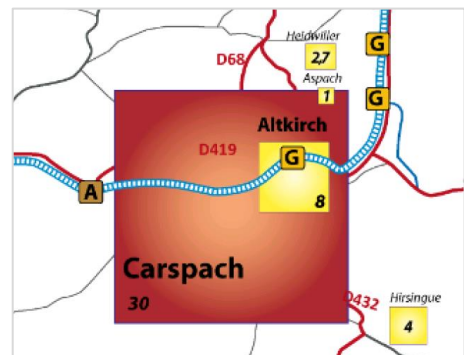 Heidwiller
G
2,7
D68
Aspach
1
G
Altkirch
D419
G
A
8
Carspach
30
D432
Hirsingue
4